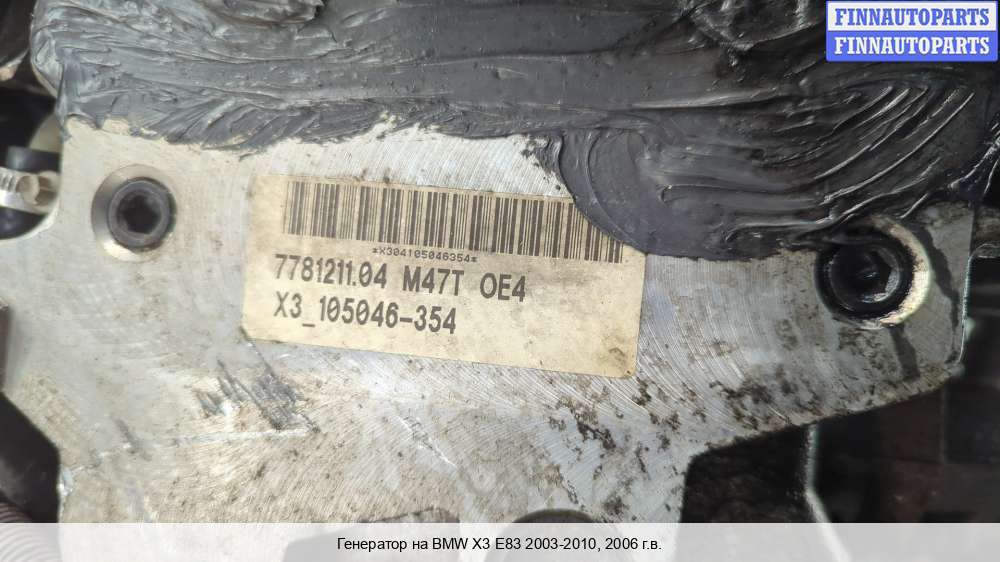 FINNAUTOPARTS
FINNAUTOPARTS
*X304105046354*
7781211.04 M47T OE4
X3_105046-354
Генератор на BMW X3 E83 2003-2010, 2006 г.в.